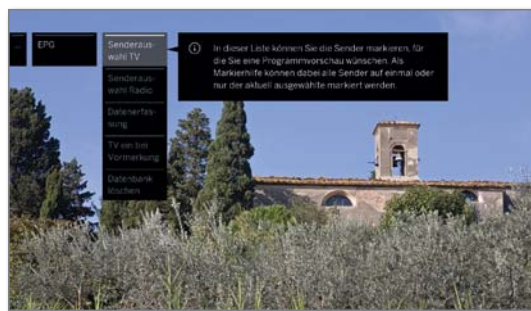 EPG
Senderaus-
wahl TV
In dieser Liste können Sie die Sender markieren, für
die Sie eine Programmvorschau wünschen. Als
Markierhilfe können dabei alle Sender auf einmal oder
nur der aktuell ausgewählte markiert werden.
Senderaus-
wahl Radio
Datenerfas-
sung
TV ein bei
Vormerkung
Datenbank
löschen